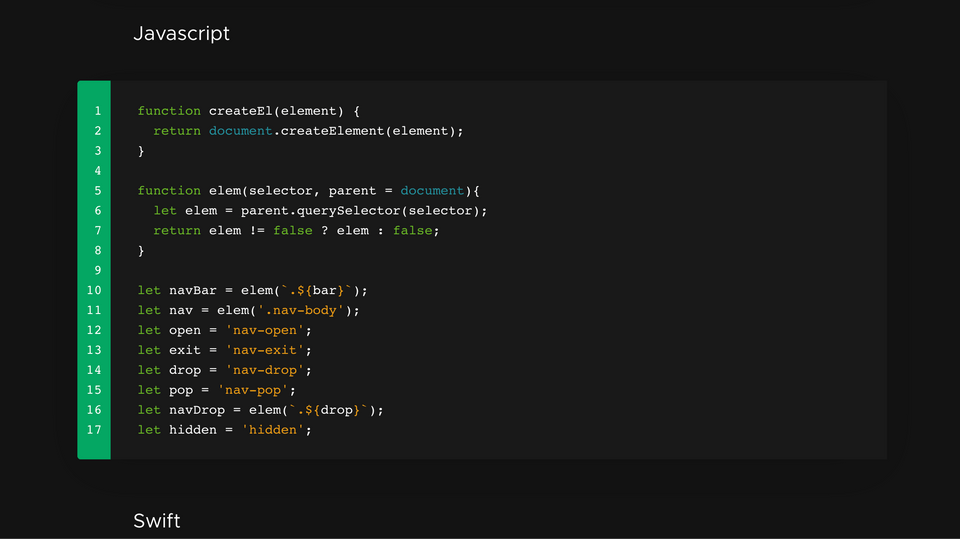 Javascript
1 function createEl(element) {
2   return document.createElement(element);
3 }
4
5 function elem(selector, parent = document){
6   let elem = parent.querySelector(selector);
7   return elem != false ? elem : false;
8 }
9
10 let navBar = elem(`.${bar}`);
11 let nav = elem('.nav-body');
12 let open = 'nav-open';
13 let exit = 'nav-exit';
14 let drop = 'nav-drop';
15 let pop = 'nav-pop';
16 let navDrop = elem(`.${drop}`);
17 let hidden = 'hidden';
Swift